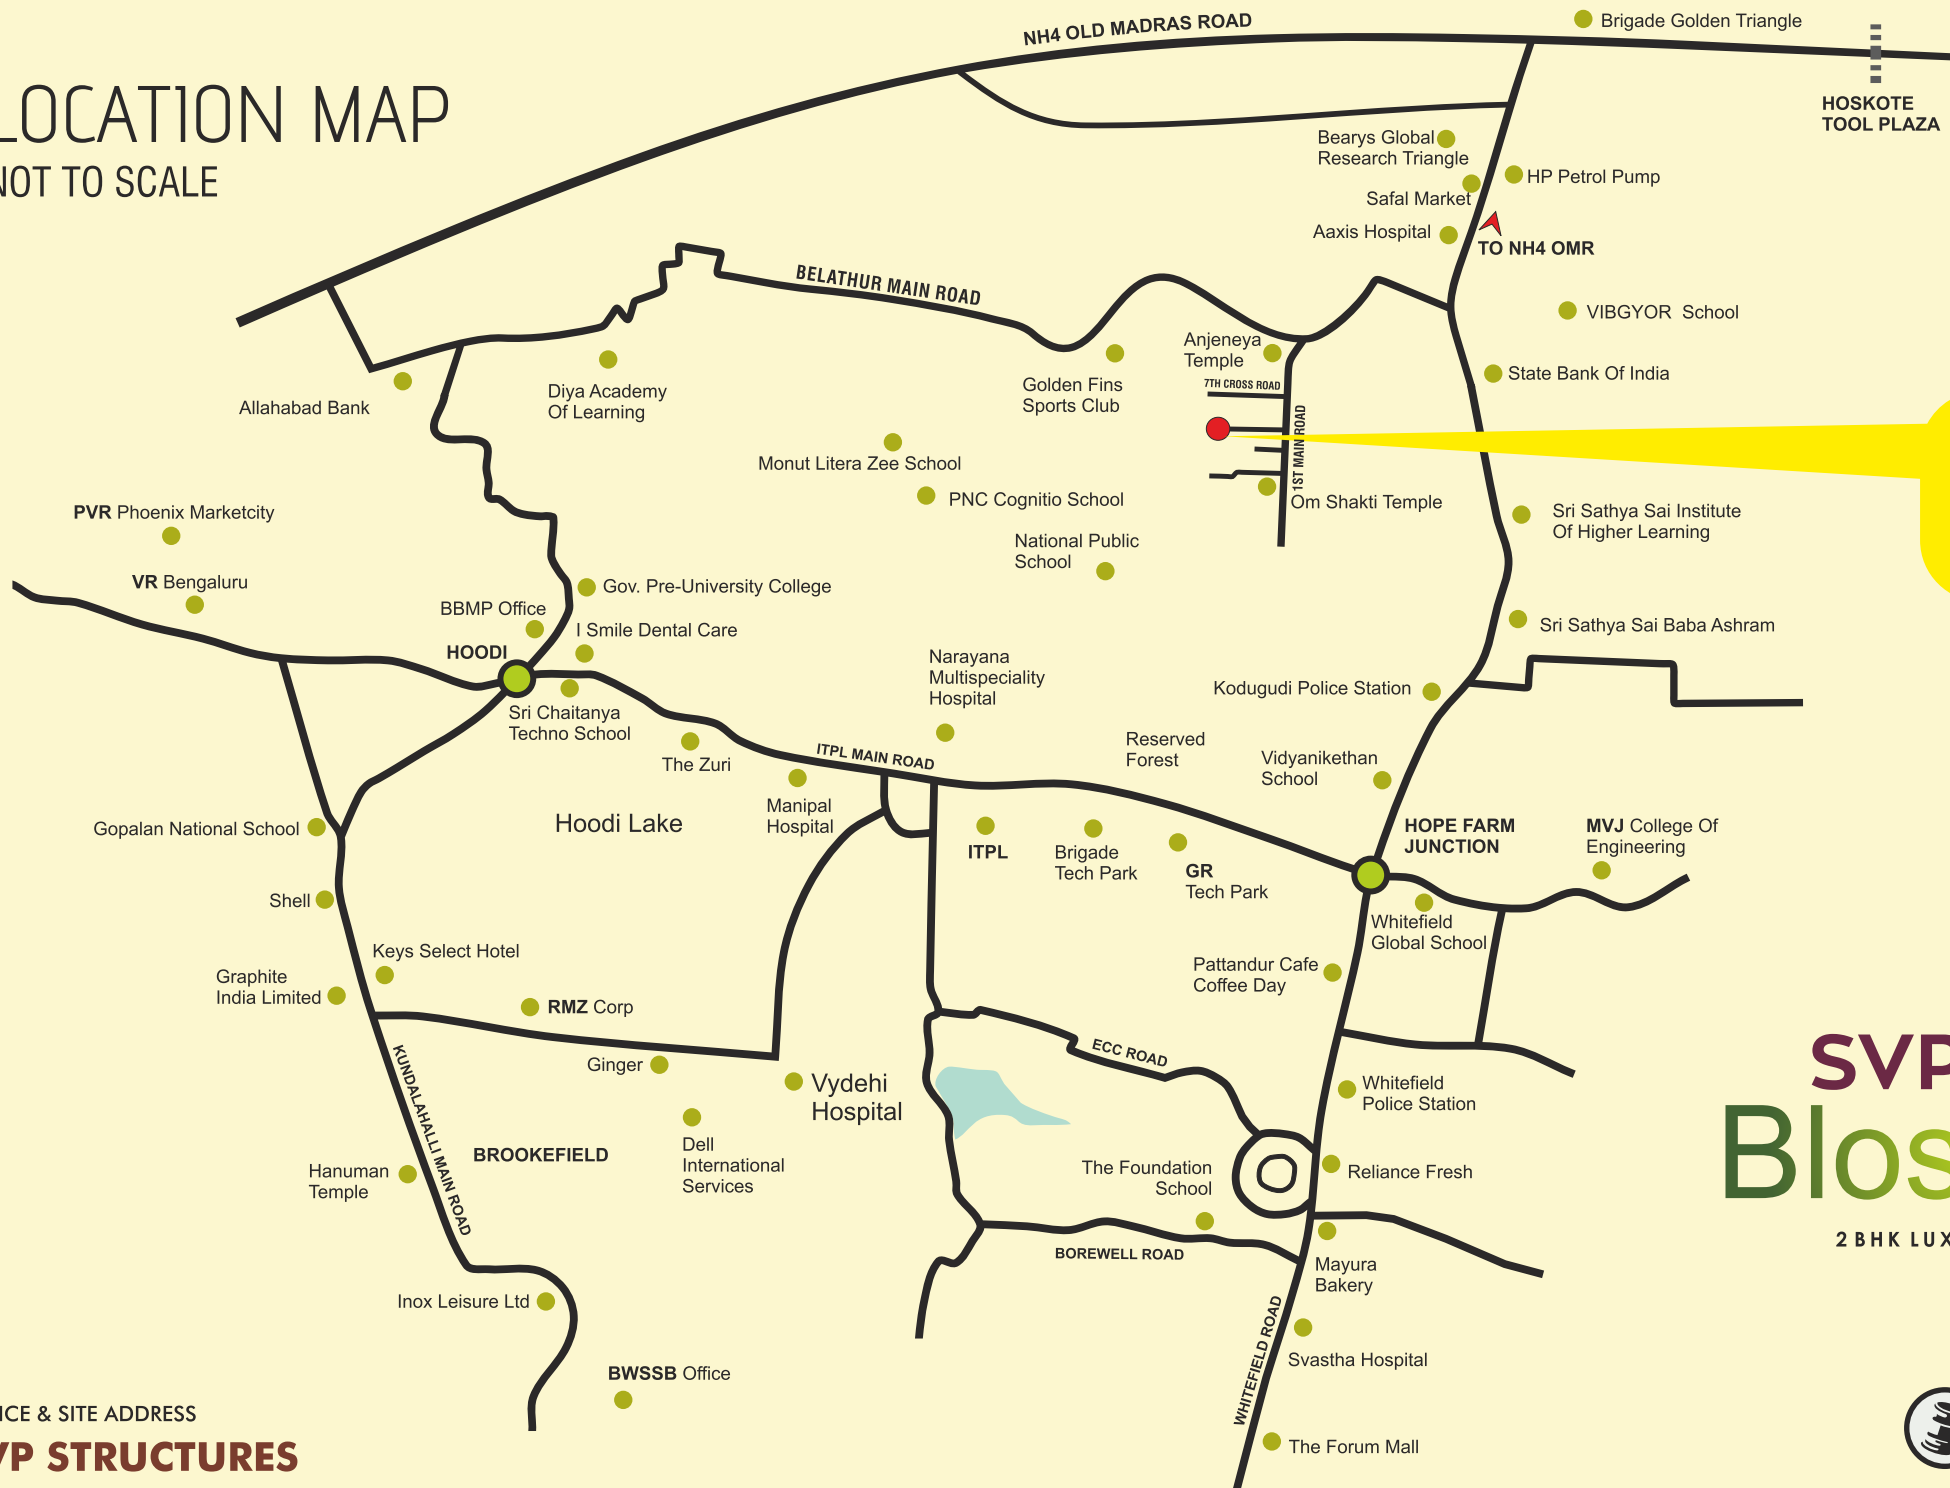 NH4 OLD MADRAS ROAD
Brigade Golden Triangle
LOCATION MAP
NOT TO SCALE
HOSKOTE
TOOL PLAZA
Bearys Global
Research Triangle
HP Petrol Pump
Safal Market
Aaxis Hospital
TO NH4 OMR
BELATHUR MAIN ROAD
VIBGYOR School
Anjeneya
Temple
State Bank Of India
7TH CROSS ROAD
Golden Fins
Sports Club
Diya Academy
Of Learning
Allahabad Bank
1ST MAIN ROAD
Monut Litera Zee School
PNC Cognitio School
Om Shakti Temple
Sri Sathya Sai Institute
Of Higher Learning
PVR Phoenix Marketcity
National Public
School
VR Bengaluru
Gov. Pre-University College
BBMP Office
I Smile Dental Care
Sri Sathya Sai Baba Ashram
HOODI
Narayana
Multispeciality
Hospital
Kodugudi Police Station
Sri Chaitanya
Techno School
The Zuri
ITPL MAIN ROAD
Reserved
Forest
Vidyanikethan
School
Manipal
Hospital
Hoodi Lake
Gopalan National School
HOPE FARM
JUNCTION
MVJ College Of
Engineering
ITPL
Brigade
Tech Park
GR
Tech Park
Shell
Whitefield
Global School
Keys Select Hotel
Graphite
India Limited
Pattandur Cafe
Coffee Day
RMZ Corp
ECC ROAD
Ginger
KUNDALAHALLI MAIN ROAD
Vydehi
Hospital
Whitefield
Police Station
SVP
Blos
BROOKEFIELD
Dell
International
Services
Hanuman
Temple
The Foundation
School
Reliance Fresh
2 BHK LUX
BOREWELL ROAD
Mayura
Bakery
Inox Leisure Ltd
WHITEFIELD ROAD
Svastha Hospital
BWSSB Office
ICE & SITE ADDRESS
VP STRUCTURES
The Forum Mall